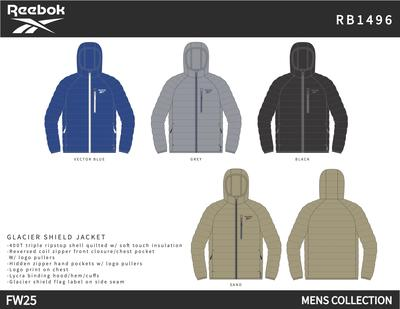 Reebok
RB1496
VECTOR BLUE
GREY
BLACK
GLACIER SHIELD JACKET
-400T triple ripstop shell quilted w/ soft touch insulation
-Reversed coil zipper front closure/chest pocket
W/ logo pullers
-Hidden zipper hand pockets w/ logo pullers
-Logo print on chest
-Lycra binding hood/hem/cuffs
-Glacier shield flag label on side seam
SAND
FW25
MENS COLLECTION